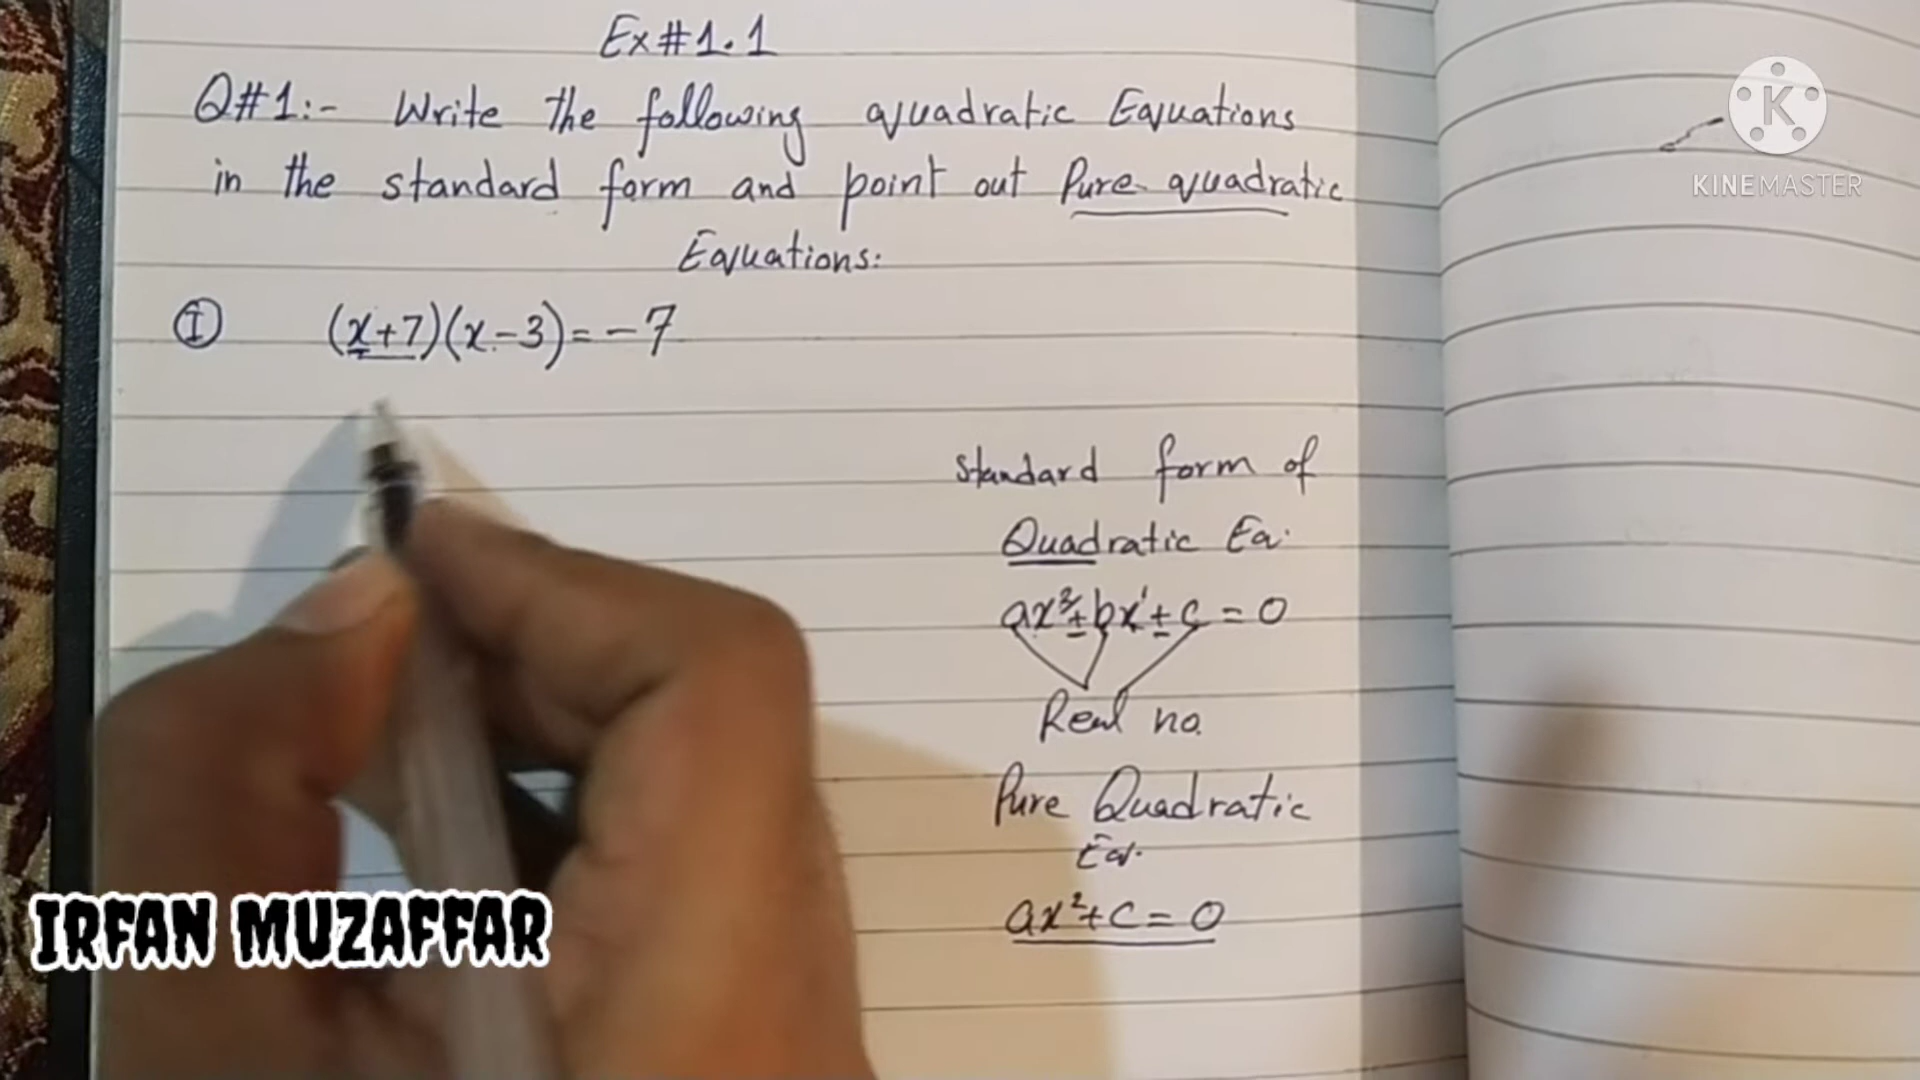 Ex#1.1
Q#1:- Write the following quadratic Equations
in the standard form and point out Pure quadratic
Equations:
I (x+7)(x-3)=-7
Standard form of
Quadratic Eq.
ax²+bx¹+c=0
Real no.
Pure Quadratic
Eq.
ax²+c=0
K
KINEMASTER
IRFAN MUZAFFAR